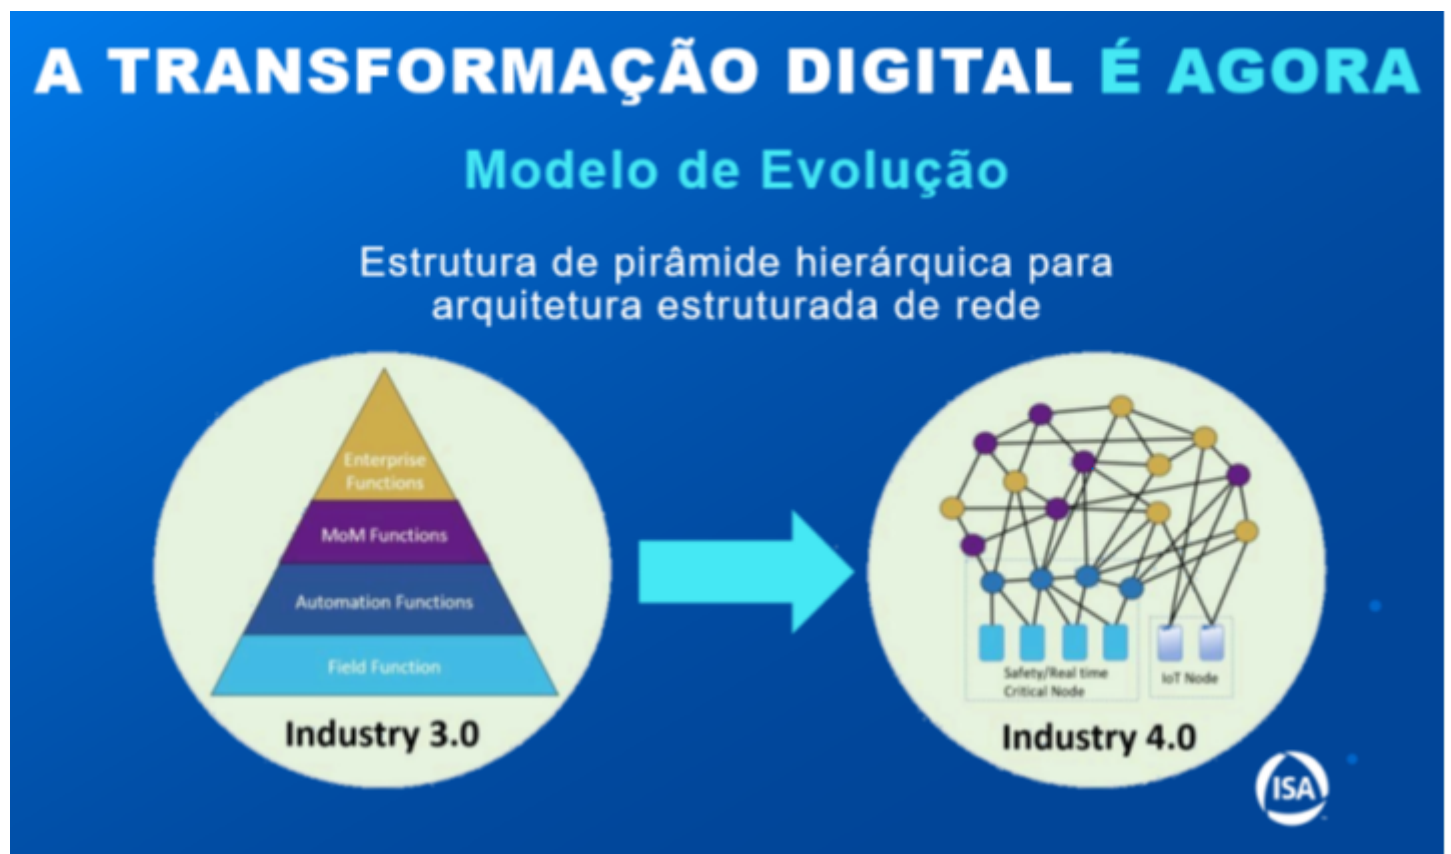 A TRANSFORMAÇÃO DIGITAL É AGORA
Modelo de Evolução
Estrutura de pirâmide hierárquica para
arquitetura estruturada de rede
Enterprise
Functions
MoM Functions
Automation Functions
Field Function
Industry 3.0
Safety/Real time
Critical Node
IoT Node
Industry 4.0
ISA